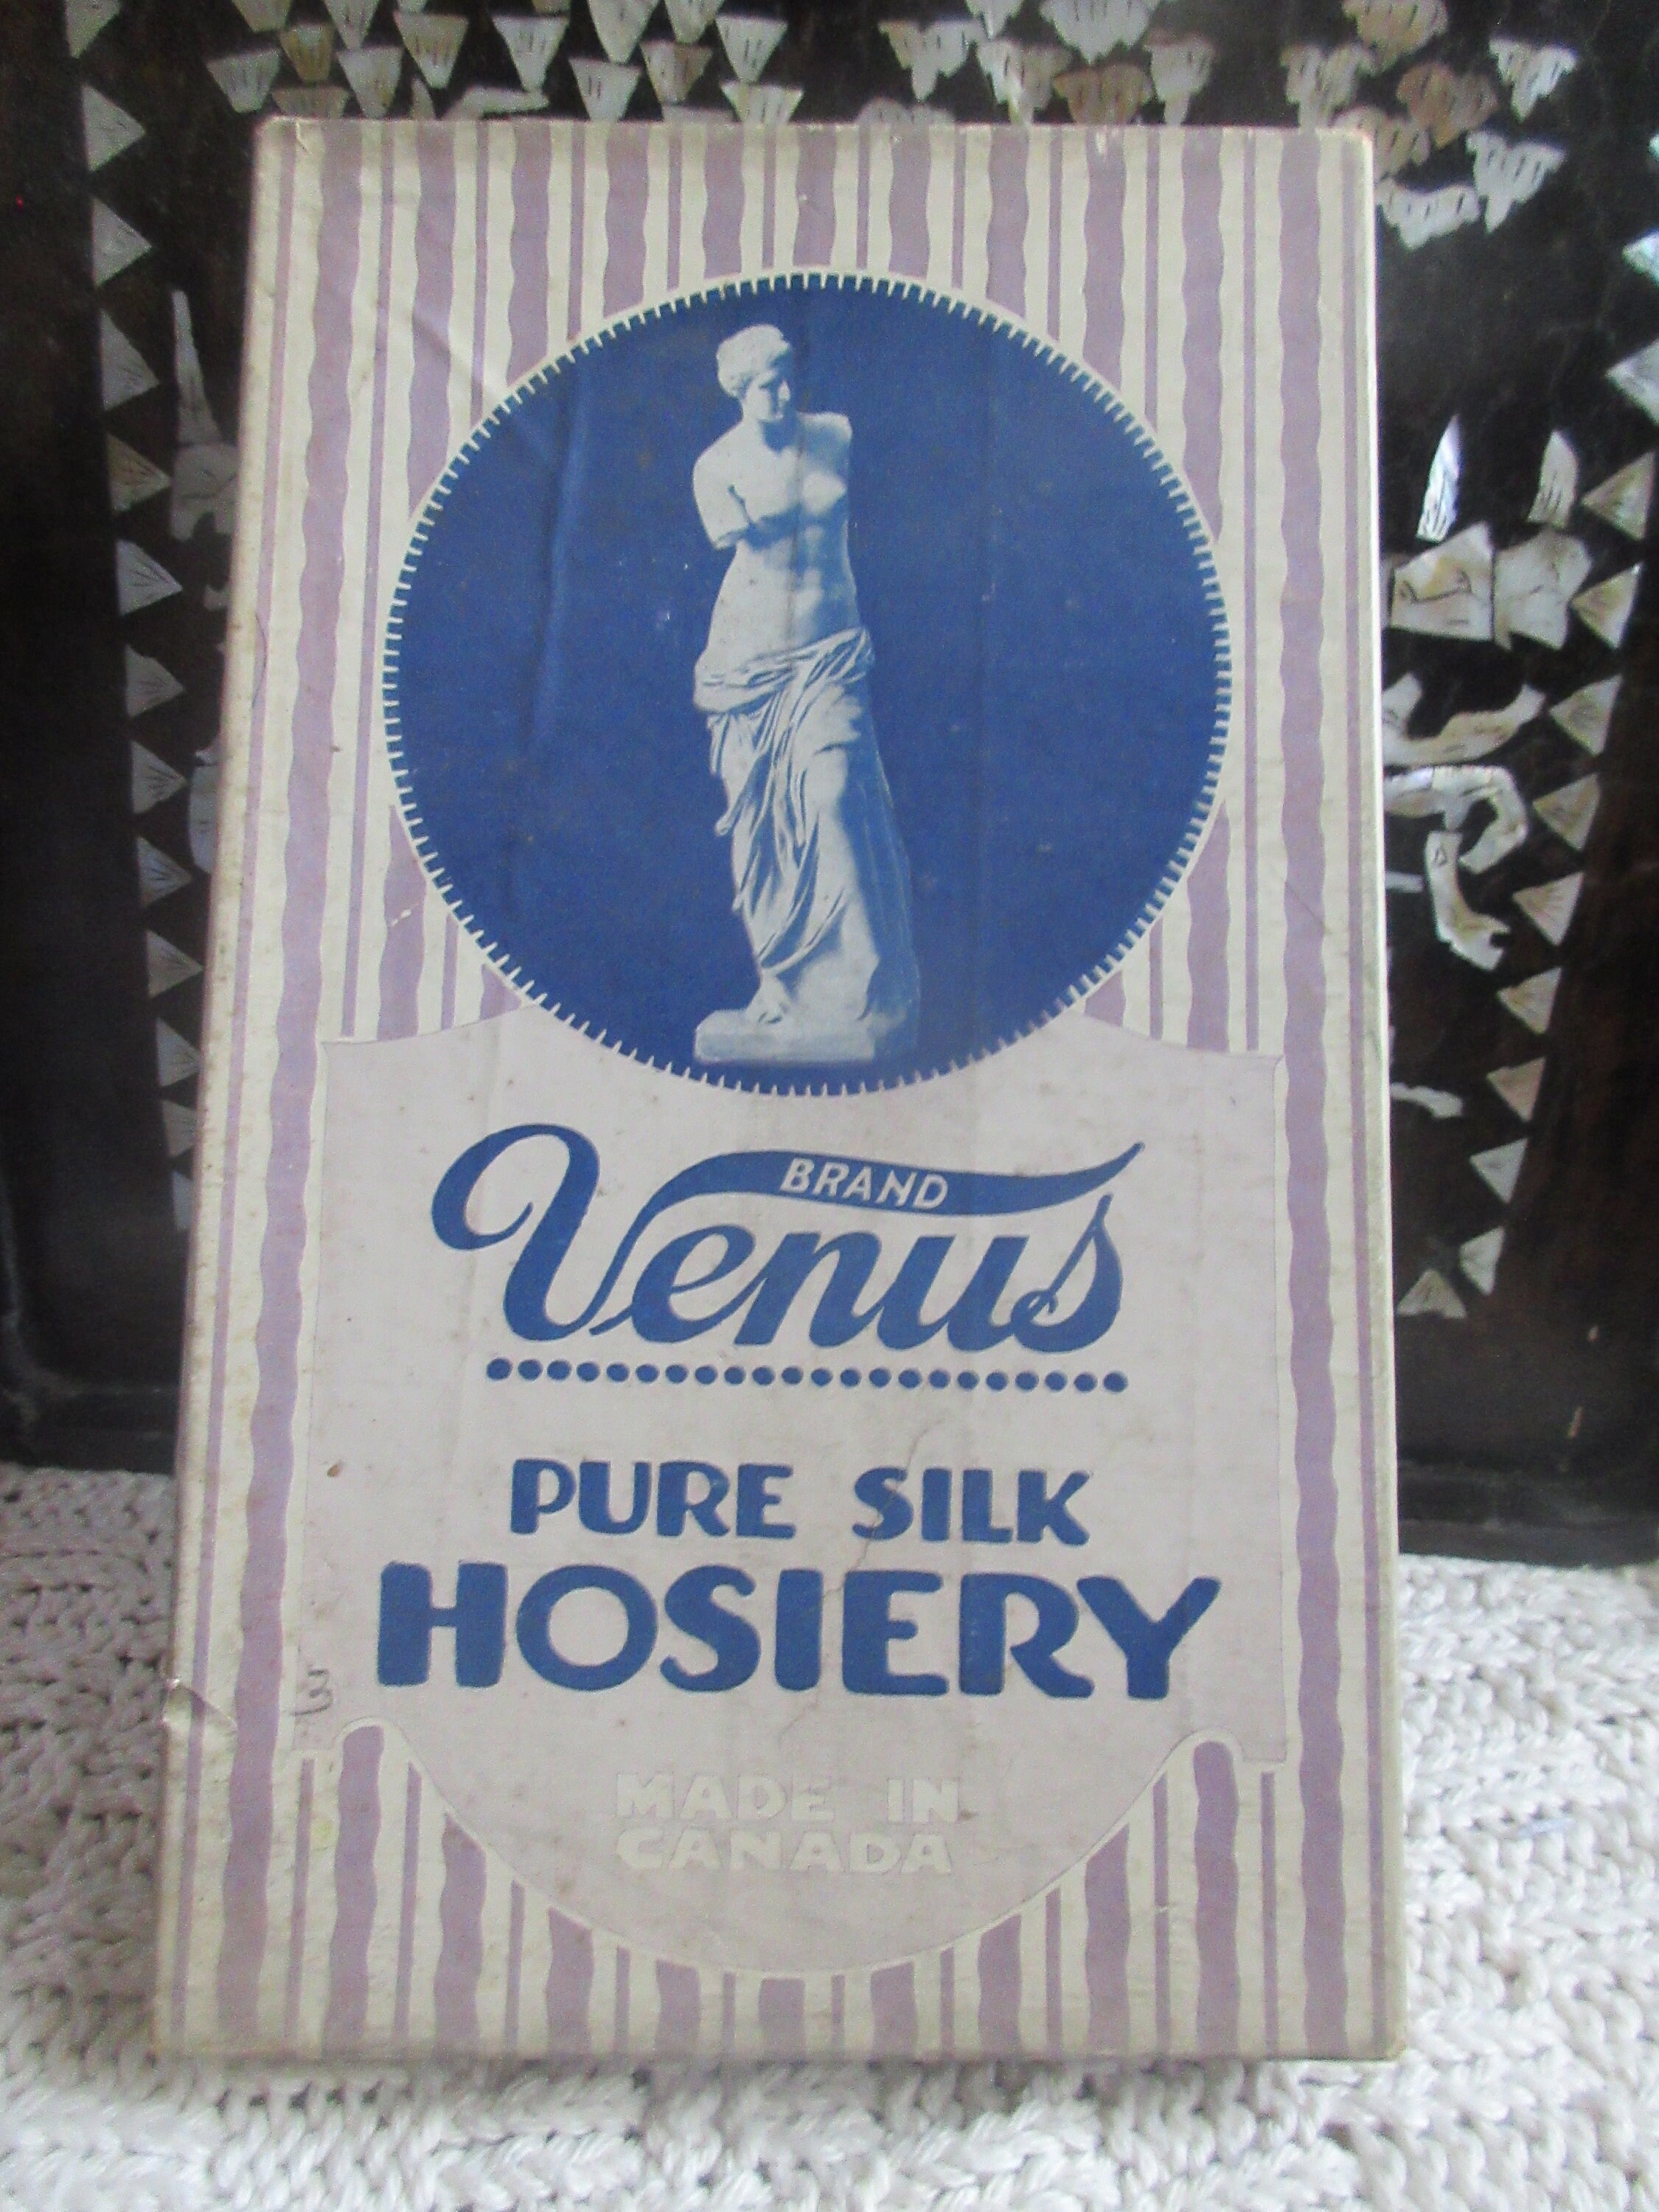 BRAND
Venus
PURE SILK
HOSIERY
MADE IN
CANADA